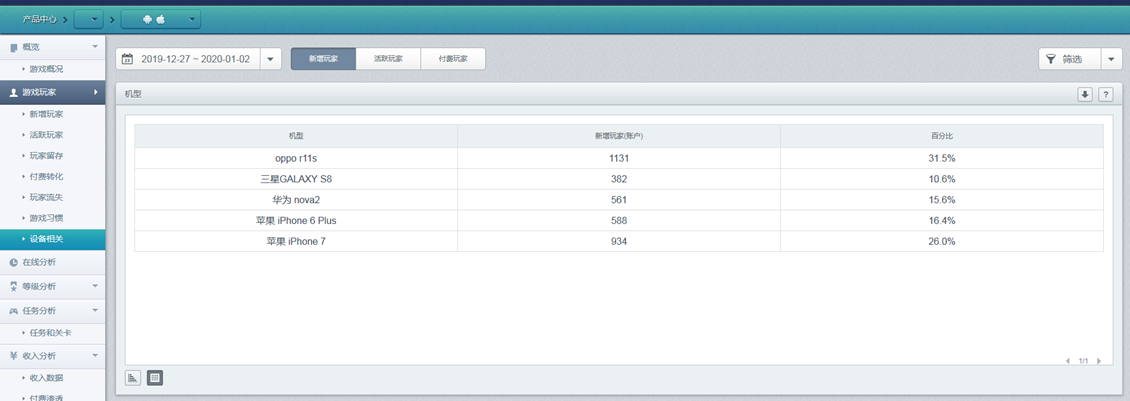 产品中心
概览
游戏概况
游戏玩家
新增玩家
活跃玩家
玩家留存
付费转化
玩家流失
游戏习惯
设备相关
在线分析
等级分析
任务分析
任务和关卡
¥ 收入分析
收入数据
付费渗透
23 2019-12-27 ~ 2020-01-02 新增玩家 活跃玩家 付费玩家 筛选
机型 ?
机型 新增玩家(账户) 百分比
oppo r11s 1131 31.5%
三星GALAXY S8 382 10.6%
华为 nova2 561 15.6%
苹果 iPhone 6 Plus 588 16.4%
苹果 iPhone 7 934 26.0%
1/1